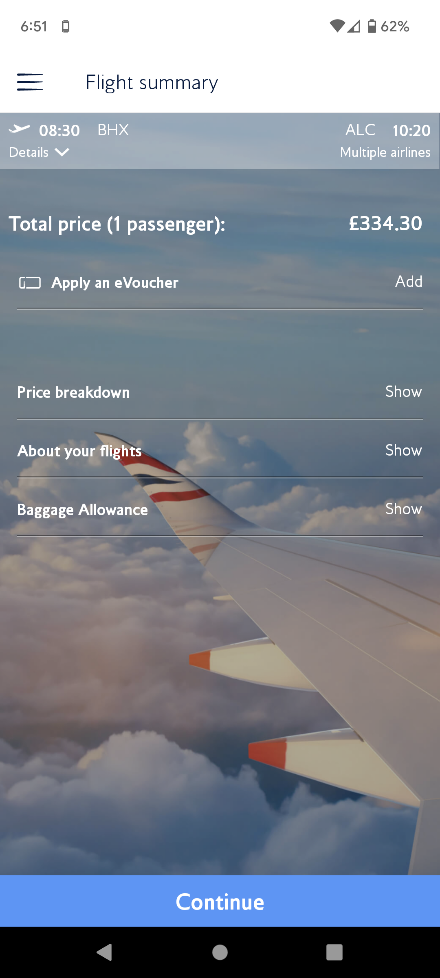 6:51 62%
Flight summary
08:30 BHX ALC 10:20
Details Multiple airlines
Total price (1 passenger): £334.30
Apply an eVoucher Add
Price breakdown Show
About your flights Show
Baggage Allowance Show
Continue